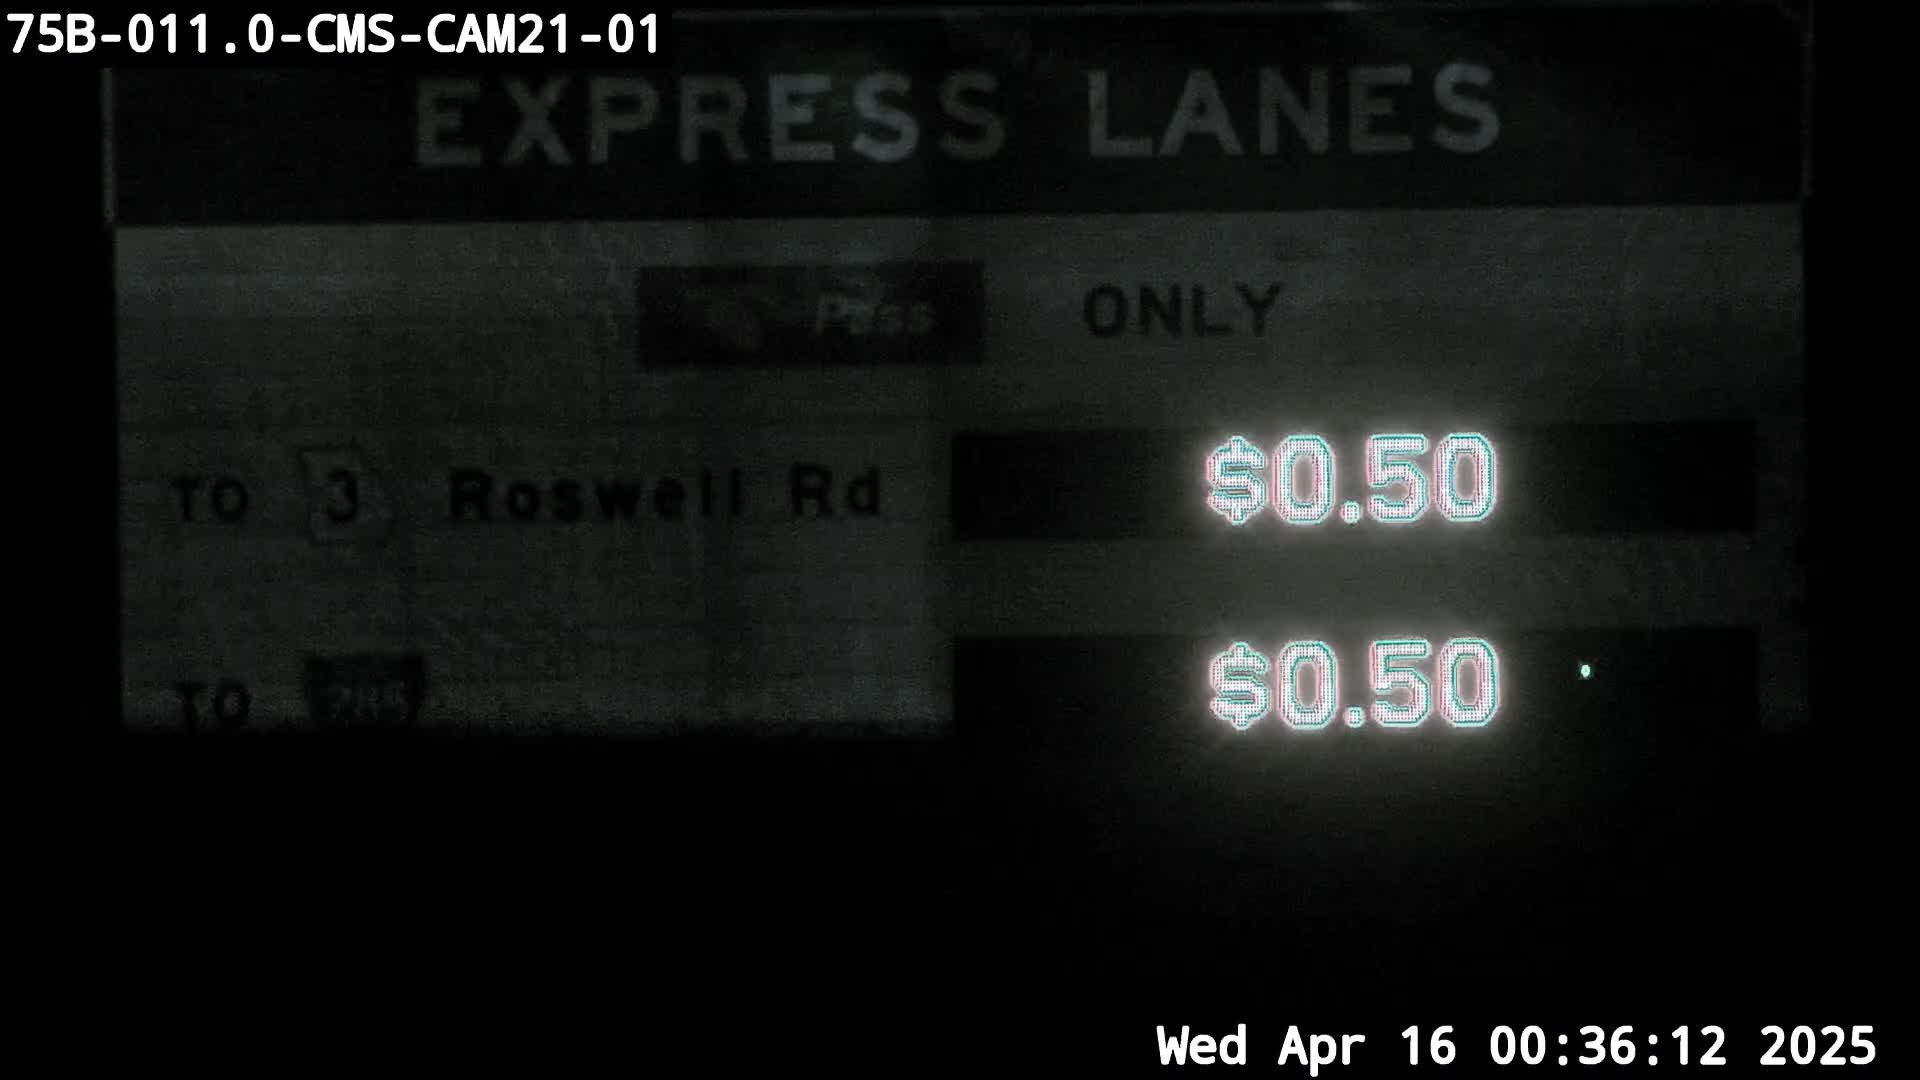 75B-011.0-CMS-CAM21-01
EXPRESS LANES
Pass ONLY
TO 3 Roswell Rd $0.50
TO 285 $0.50
Wed Apr 16 00:36:12 2025